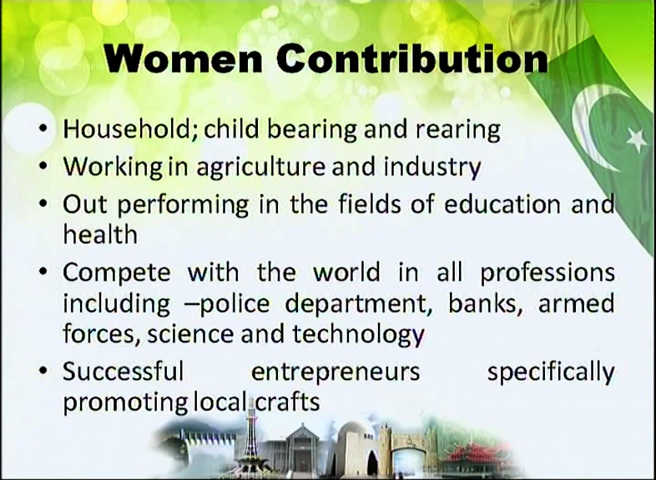 Women Contribution
• Household; child bearing and rearing
• Working in agriculture and industry
• Out performing in the fields of education and
health
• Compete with the world in all professions
including –police department, banks, armed
forces, science and technology
• Successful entrepreneurs specifically
promoting local crafts